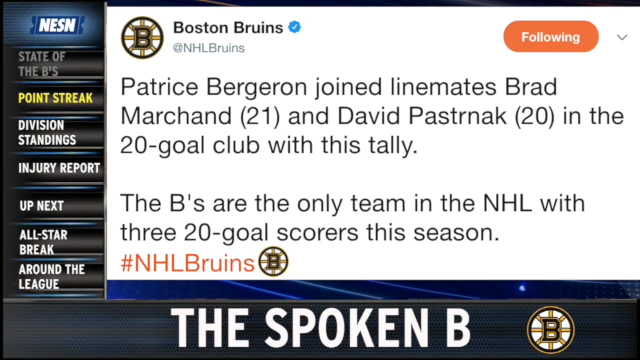 NESN
STATE OF
THE B'S
POINT STREAK
DIVISION
STANDINGS
INJURY REPORT
UP NEXT
ALL-STAR
BREAK
AROUND THE
LEAGUE
B
Boston Bruins
@NHLBruins
Following
Patrice Bergeron joined linemates Brad
Marchand (21) and David Pastrnak (20) in the
20-goal club with this tally.
The B's are the only team in the NHL with
three 20-goal scorers this season.
#NHLBruins B
THE SPOKEN B B